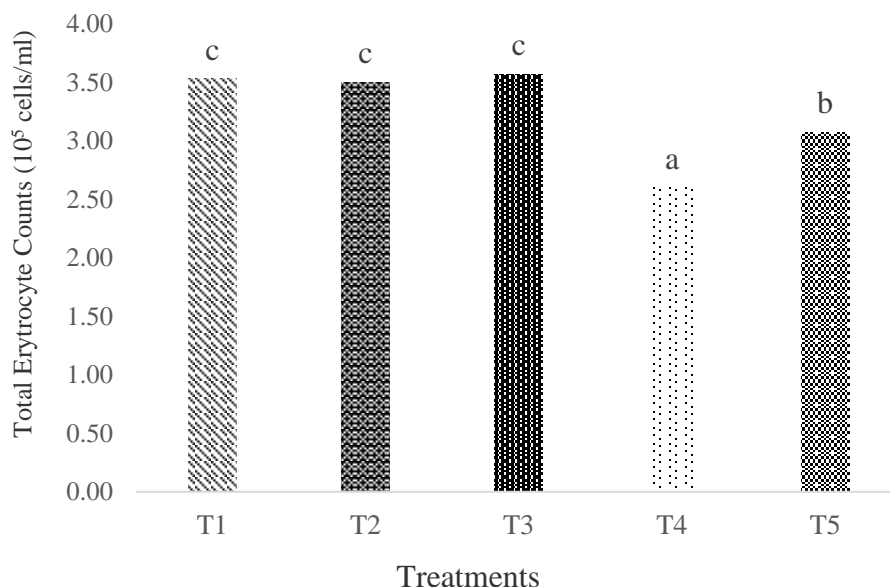 Total Erytrocyte Counts (10⁵ cells/ml)
4.00
3.50
3.00
2.50
2.00
1.50
1.00
0.50
0.00
c
c
c
a
b
T1
T2
T3
T4
T5
Treatments